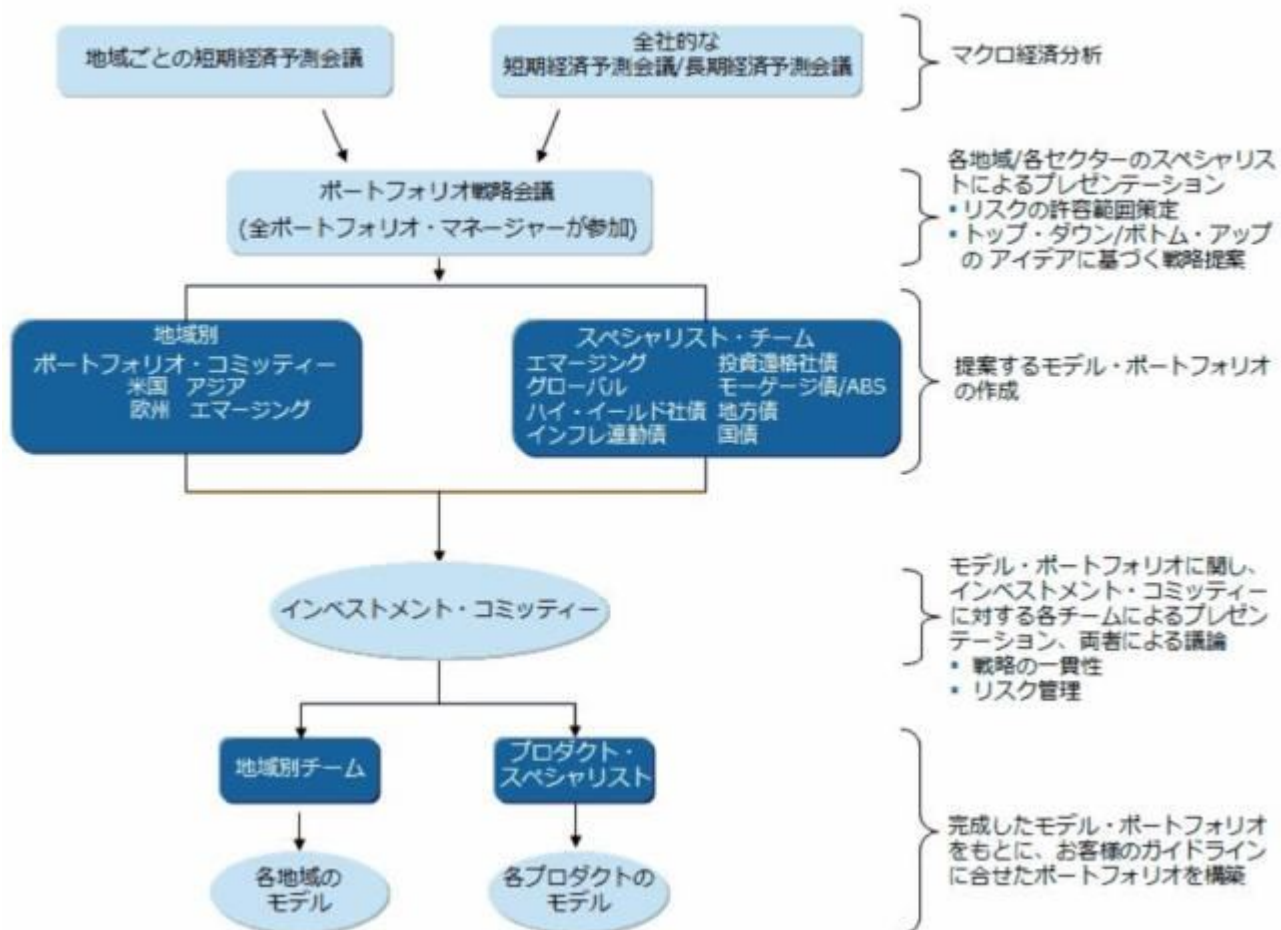 地域ごとの短期経済予測会議
全社的な
短期経済予測会議/長期経済予測会議
マクロ経済分析
ポートフォリオ戦略会議
(全ポートフォリオ・マネージャーが参加)
各地域/各セクターのスペシャリス
トによるプレゼンテーション
▪ リスクの許容範囲策定
▪ トップ・ダウン/ボトム・アップ
の アイデアに基づく戦略提案
地域別
ポートフォリオ・コミッティー
米国 アジア
欧州 エマージング
スペシャリスト・チーム
エマージング 投資適格社債
グローバル モーゲージ債/ABS
ハイ・イールド社債 地方債
インフレ連動債 国債
提案するモデル・ポートフォリオ
の作成
インベストメント・コミッティー
モデル・ポートフォリオに関し、
インベストメント・コミッティー
に対する各チームによるプレゼン
テーション、両者による議論
▪ 戦略の一貫性
▪ リスク管理
地域別チーム
プロダクト・
スペシャリスト
各地域の
モデル
各プロダクトの
モデル
完成したモデル・ポートフォリオ
をもとに、お客様のガイドライン
に合せたポートフォリオを構築